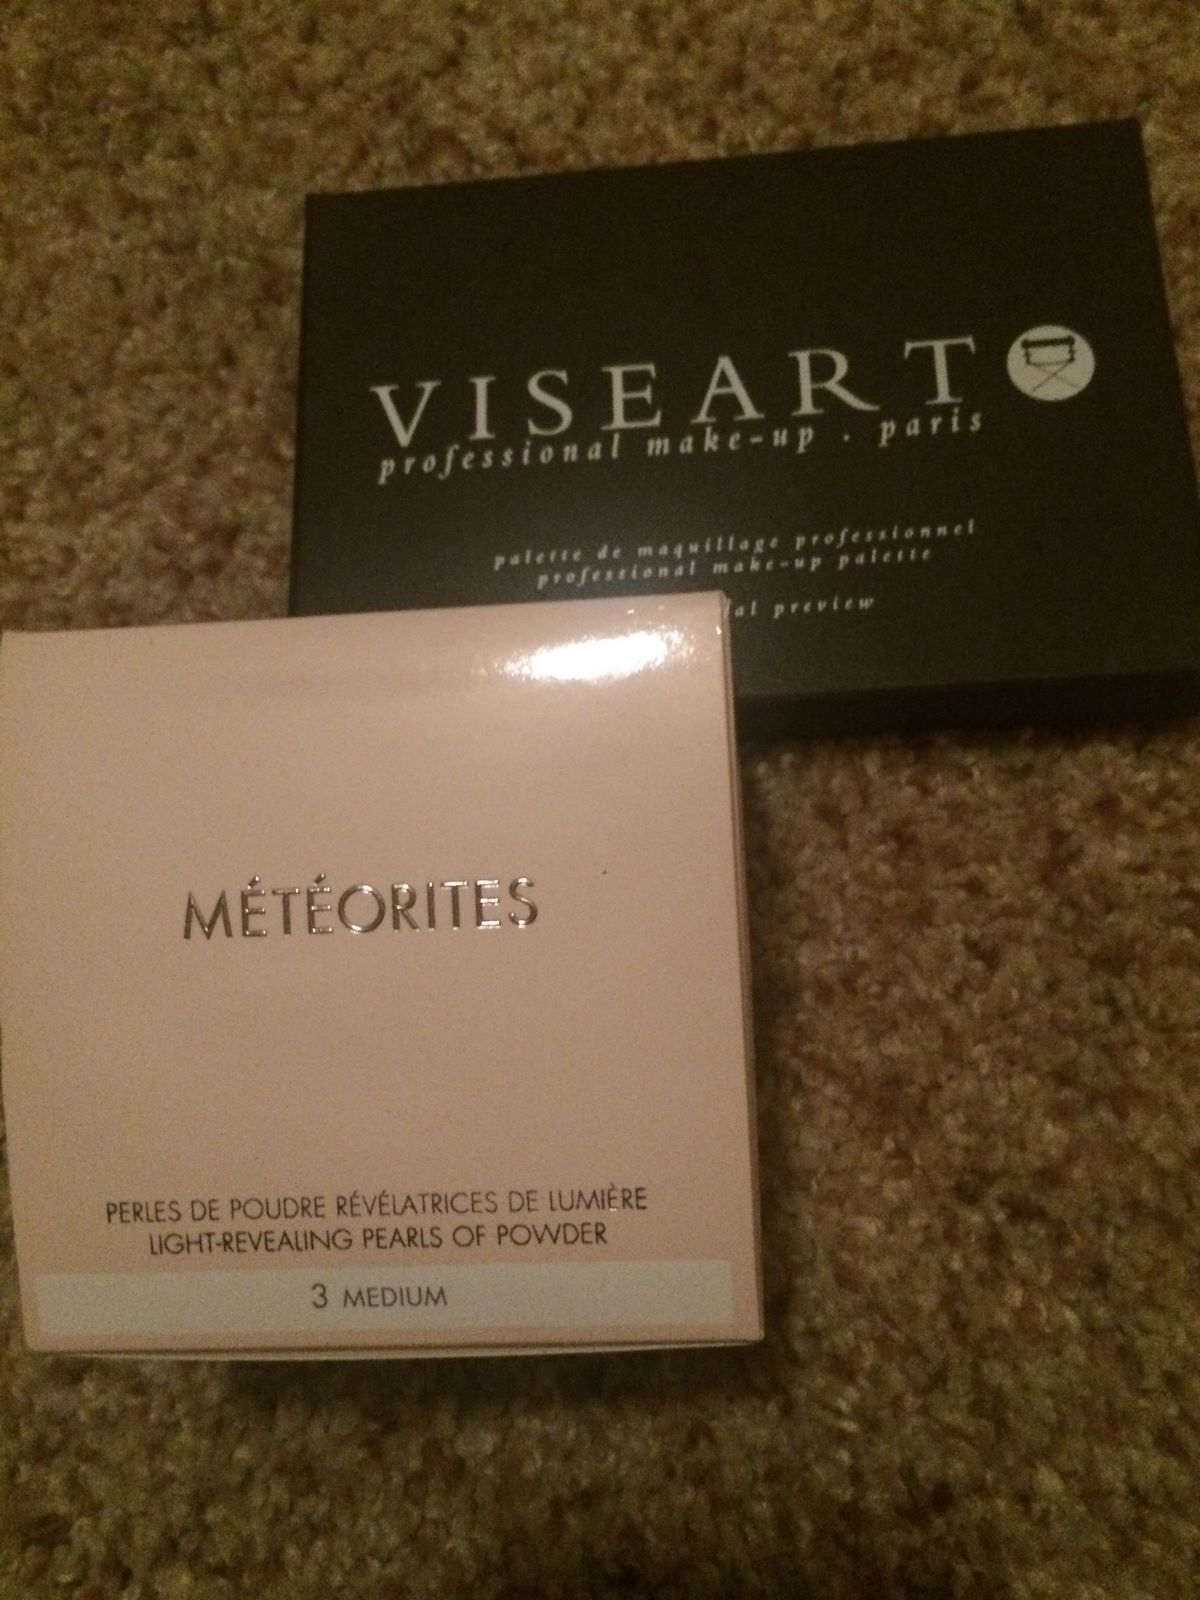 VISEART
professional make-up . paris
palette de maquillage professionnel
professional make-up palette
preview
MÉTÉORITES
PERLES DE POUDRE RÉVÉLATRICES DE LUMIÈRE
LIGHT-REVEALING PEARLS OF POWDER
3 MEDIUM